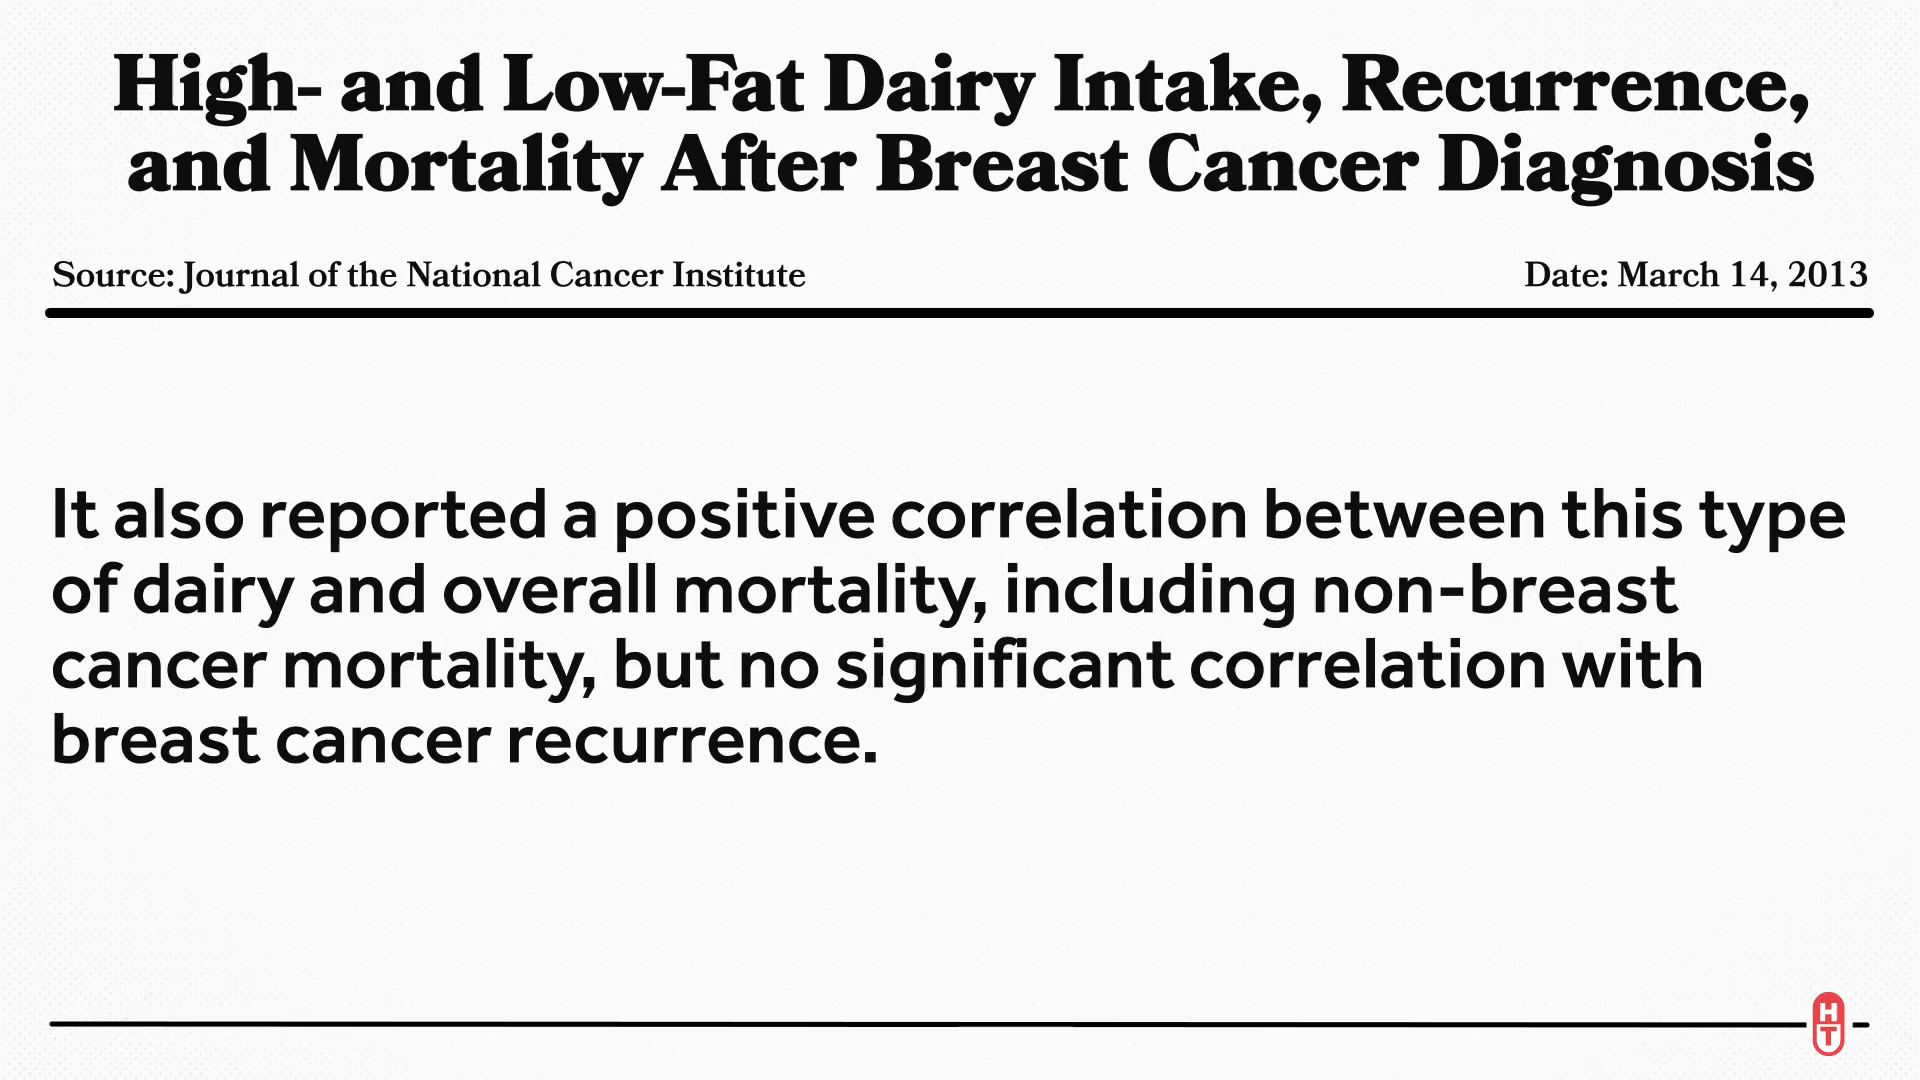 High- and Low-Fat Dairy Intake, Recurrence,
and Mortality After Breast Cancer Diagnosis
Source: Journal of the National Cancer Institute
Date: March 14, 2013
It also reported a positive correlation between this type
of dairy and overall mortality, including non-breast
cancer mortality, but no significant correlation with
breast cancer recurrence.
H
T